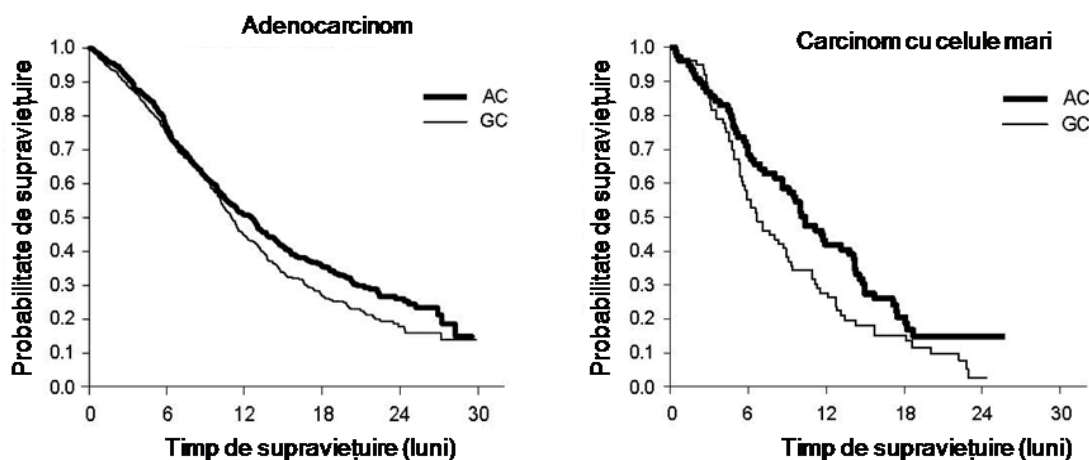 Adenocarcinom
Probabilitate de supraviețuire
1.0
0.9
0.8
0.7
0.6
0.5
0.4
0.3
0.2
0.1
0.0
AC
GC
0 6 12 18 24 30
Timp de supraviețuire (luni)
Carcinom cu celule mari
Probabilitate de supraviețuire
1.0
0.9
0.8
0.7
0.6
0.5
0.4
0.3
0.2
0.1
0.0
AC
GC
0 6 12 18 24 30
Timp de supraviețuire (luni)